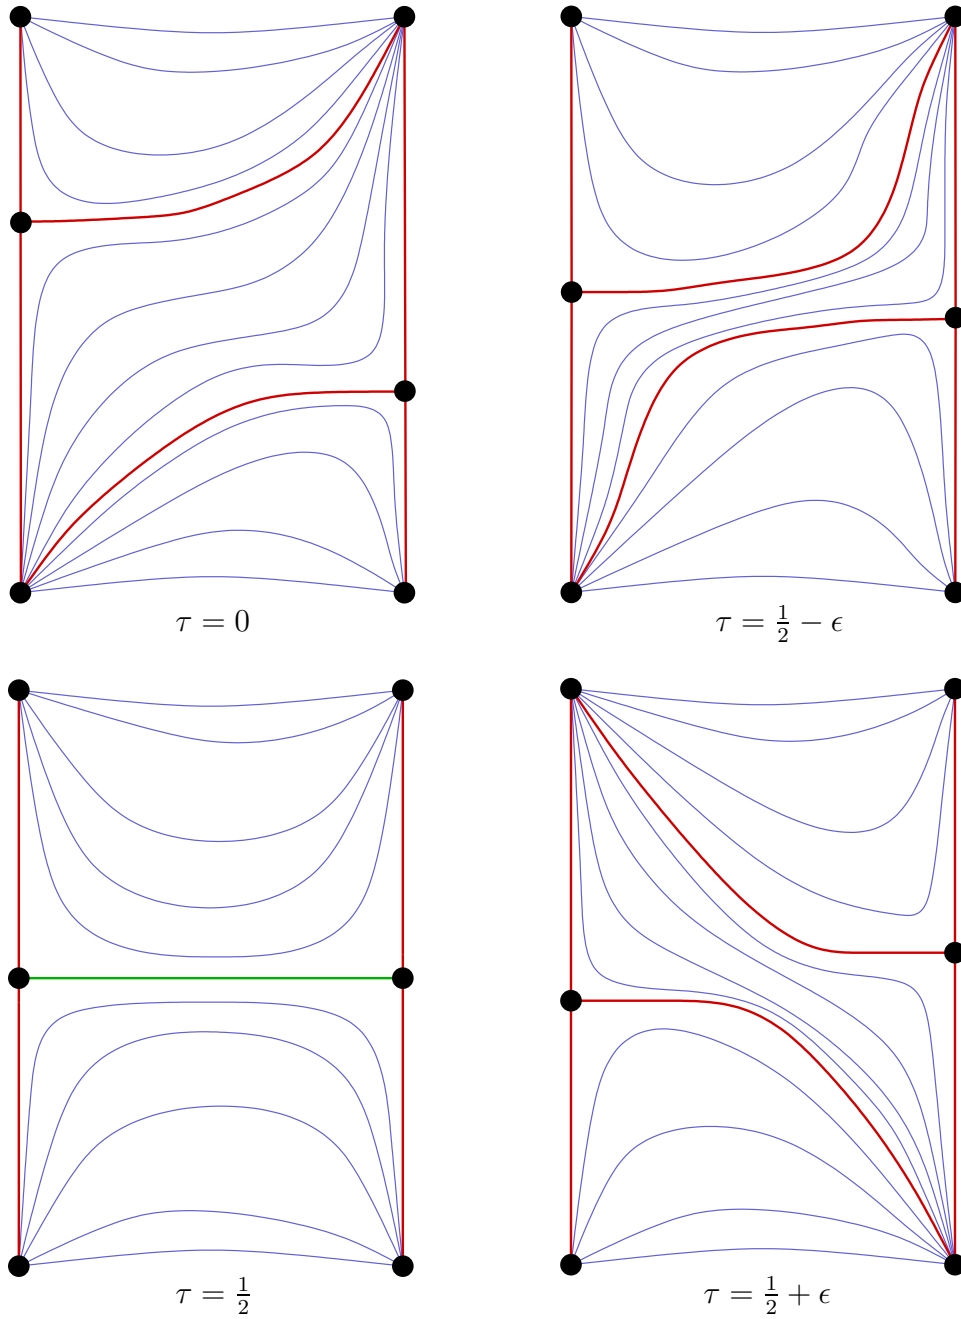 τ = 0
τ = 1/2 − ϵ
τ = 1/2
τ = 1/2 + ϵ